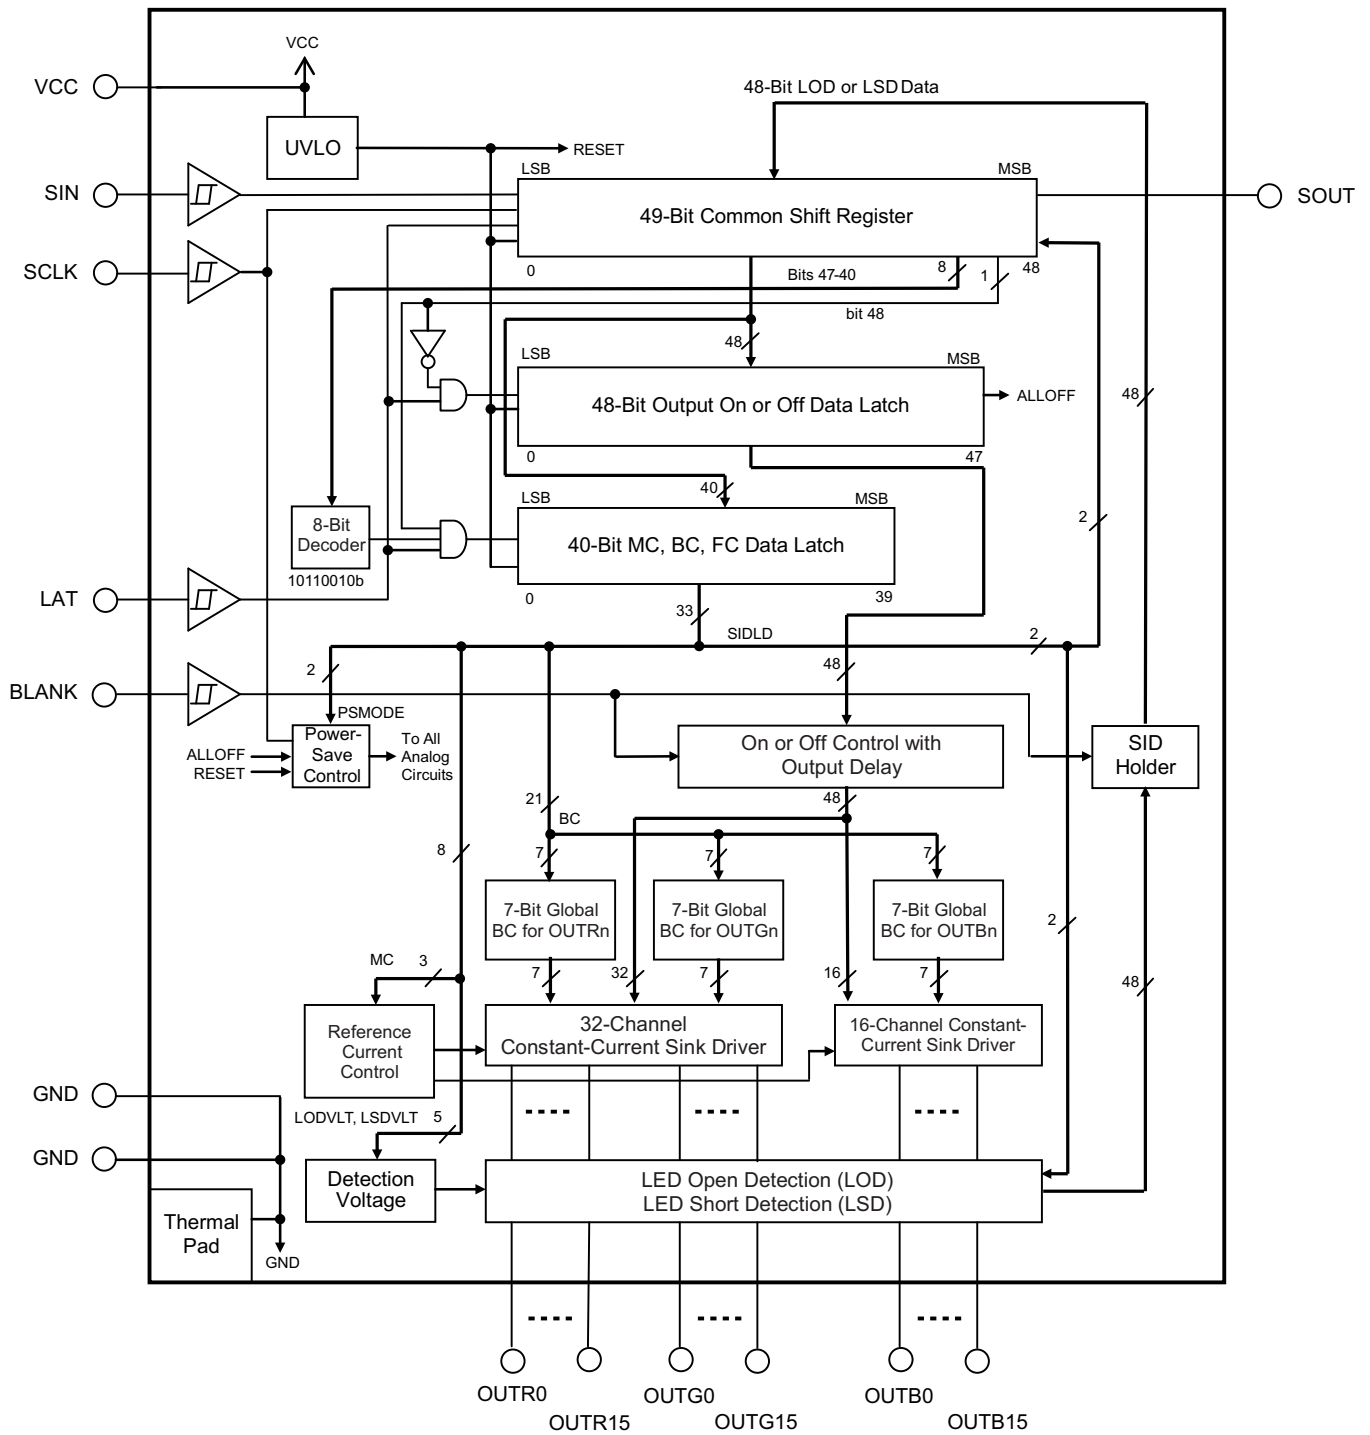 VCC
VCC
48-Bit LOD or LSD Data
UVLO
RESET
LSB
MSB
SIN
SOUT
49-Bit Common Shift Register
SCLK
0
Bits 47-40
8
1
48
bit 48
48
LSB
MSB
48-Bit Output On or Off Data Latch
ALLOFF
48
0
47
40
LSB
MSB
2
8-Bit
Decoder
40-Bit MC, BC, FC Data Latch
10110010b
LAT
0
39
33
SIDLD
2
2
48
BLANK
PSMODE
Power-
Save
Control
ALLOFF
RESET
To All
Analog
Circuits
On or Off Control with
Output Delay
SID
Holder
21
48
BC
8
7
7
7
7-Bit Global
BC for OUTRn
7-Bit Global
BC for OUTGn
7-Bit Global
BC for OUTBn
2
MC
3
7
32
7
16
7
48
Reference
Current
Control
32-Channel
Constant-Current Sink Driver
16-Channel Constant-
Current Sink Driver
GND
LODVLT, LSDVLT
5
GND
Detection
Voltage
LED Open Detection (LOD)
LED Short Detection (LSD)
Thermal
Pad
GND
OUTR0
OUTR15
OUTG0
OUTG15
OUTB0
OUTB15